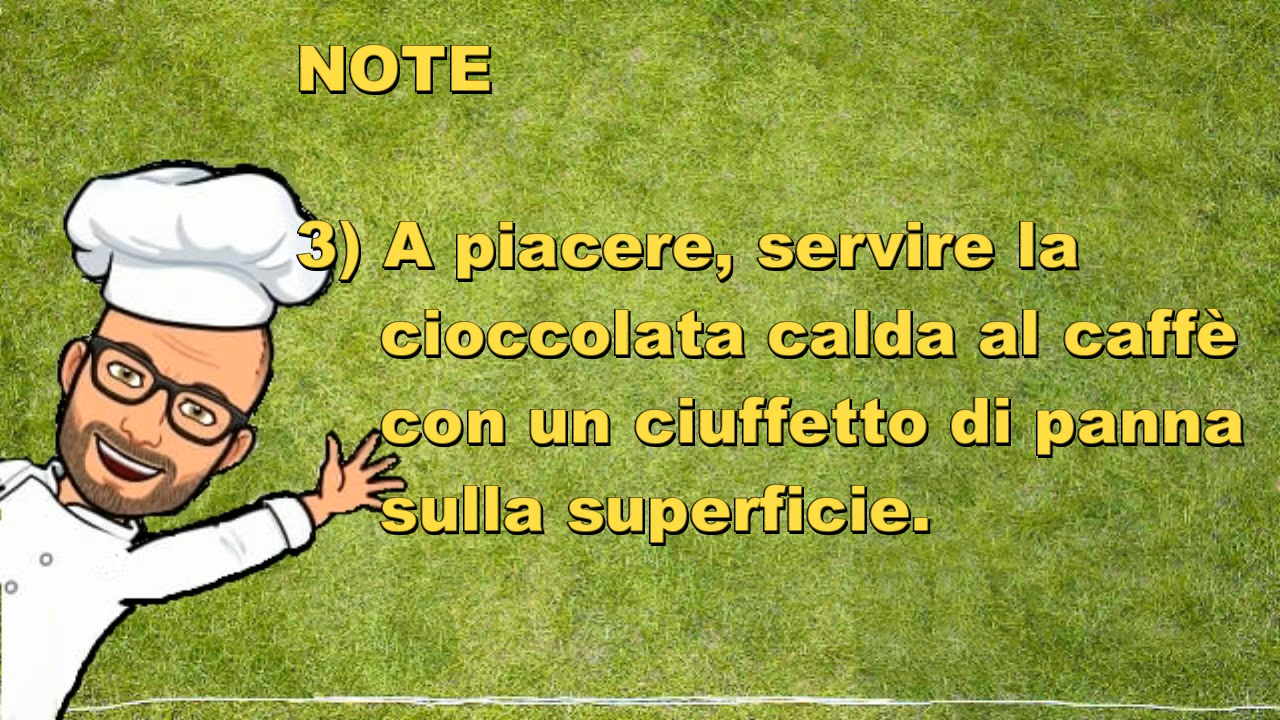 NOTE
3) A piacere, servire la
cioccolata calda al caffè
con un ciuffetto di panna
sulla superficie.